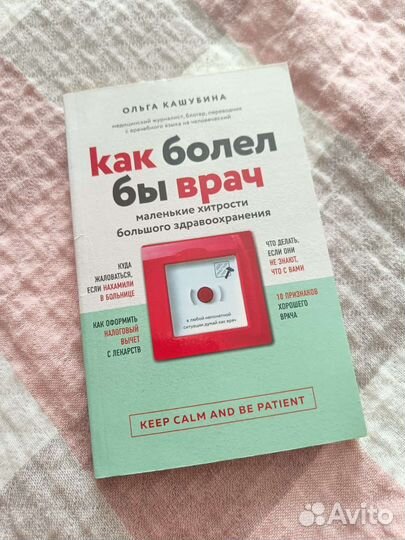 ОЛЬГА КАШУБИНА
медицинский журналист, блогер, переводчик
с врачебного языка на человеческий
как болел
бы врач
маленькие хитрости
большого здравоохранения
КУДА
ЖАЛОВАТЬСЯ,
ЕСЛИ НАХАМИЛИ
В БОЛЬНИЦЕ
ЧТО ДЕЛАТЬ,
ЕСЛИ ОНИ
НЕ ЗНАЮТ,
ЧТО С ВАМИ
КАК ОФОРМИТЬ
НАЛОГОВЫЙ
ВЫЧЕТ
С ЛЕКАРСТВ
10 ПРИЗНАКОВ
ХОРОШЕГО
ВРАЧА
в любой непонятной
ситуации думай как врач
KEEP CALM AND BE PATIENT
Avito